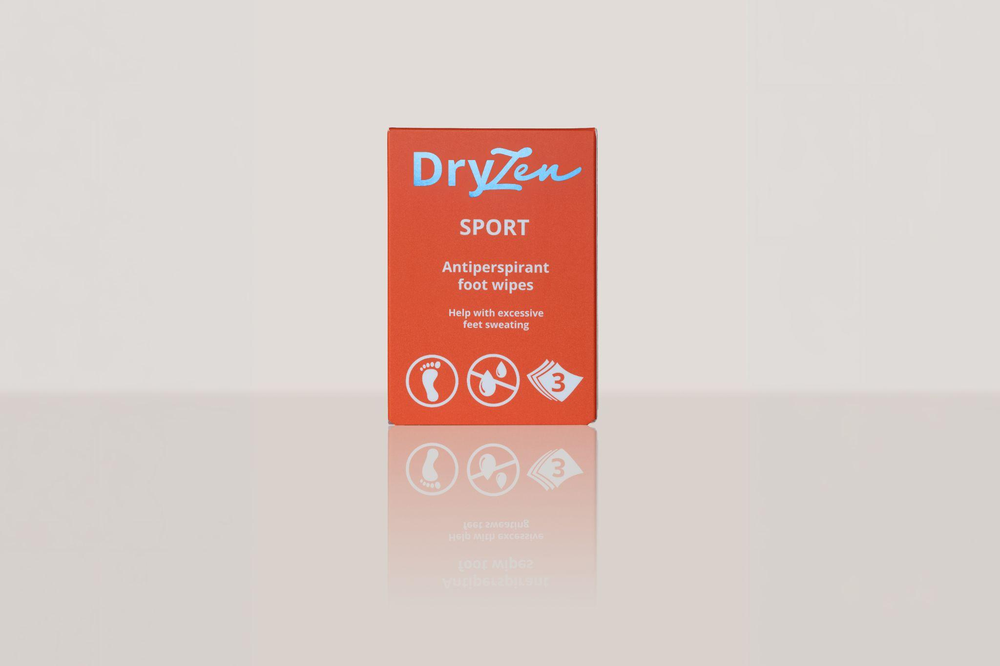 DryZen
SPORT
Antiperspirant
foot wipes
Help with excessive
feet sweating
3